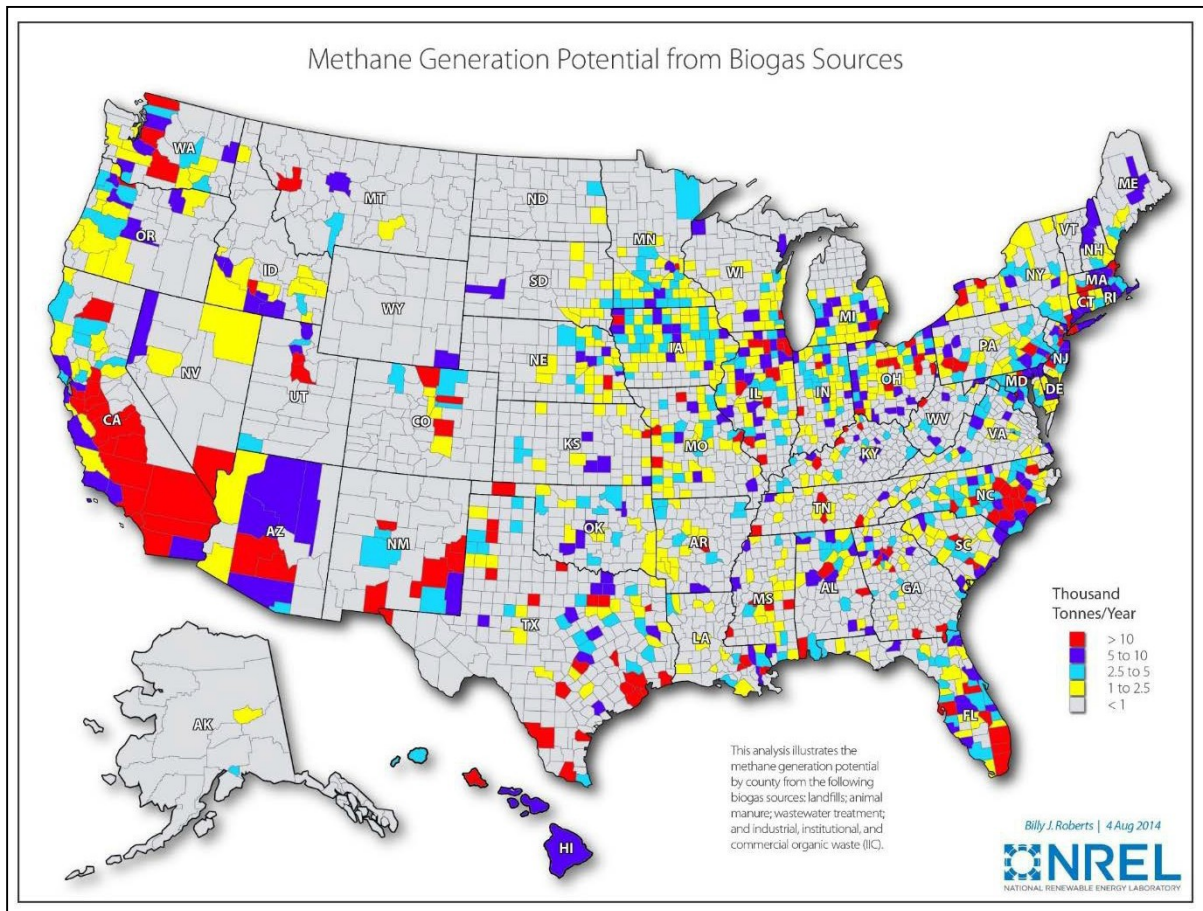 Methane Generation Potential from Biogas Sources
WA
MT
ND
MN
ME
VT
NH
OR
ID
SD
WI
NY
MA
CT
RI
WY
MI
IA
PA
NJ
NV
NE
OH
MD
DE
UT
IL
IN
CA
CO
WV
VA
KS
MO
KY
NC
TN
AZ
NM
OK
AR
SC
MS
AL
GA
TX
LA
FL
AK
HI
Thousand
Tonnes/Year
> 10
5 to 10
2.5 to 5
1 to 2.5
< 1
This analysis illustrates the
methane generation potential
by county from the following
biogas sources: landfills; animal
manure; wastewater treatment;
and industrial, institutional, and
commercial organic waste (IIC).
Billy J. Roberts | 4 Aug 2014
NREL
NATIONAL RENEWABLE ENERGY LABORATORY